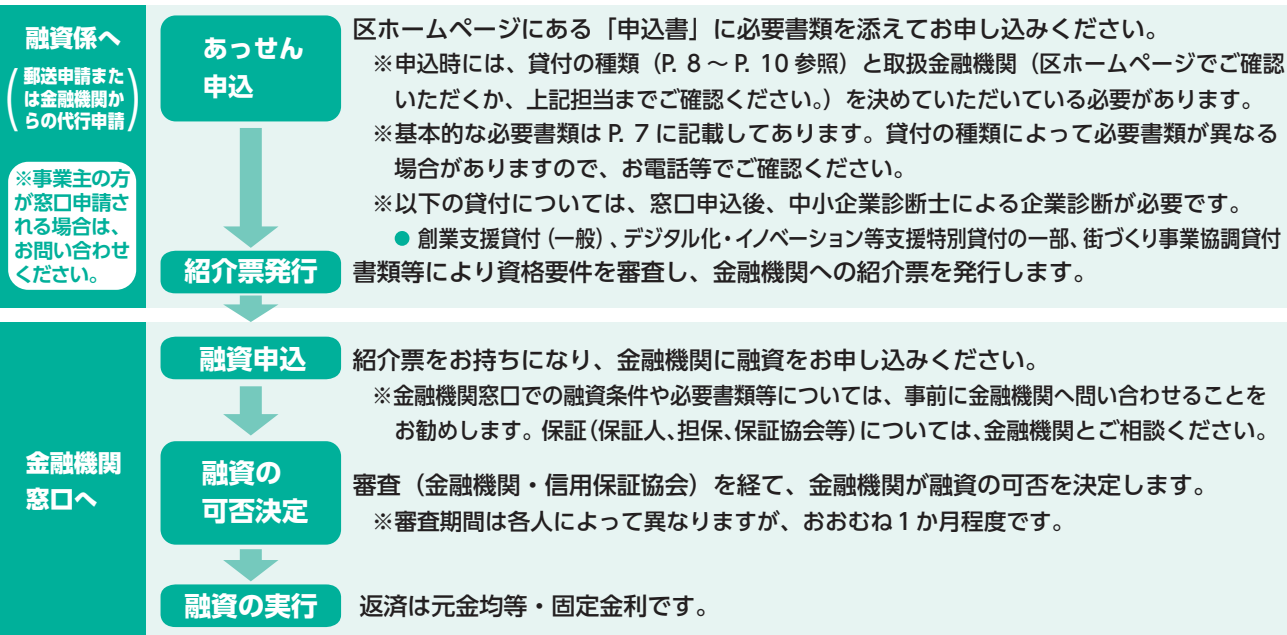 融資係へ
郵送申請また
は金融機関か
らの代行申請
※事業主の方
が窓口申請さ
れる場合は、
お問い合わせ
ください。
あっせん
申込
区ホームページにある「申込書」に必要書類を添えてお申し込みください。
※申込時には、貸付の種類（P. 8 ～ P. 10 参照）と取扱金融機関（区ホームページでご確認
いただくか、上記担当までご確認ください。）を決めていただいている必要があります。
※基本的な必要書類は P. 7 に記載してあります。貸付の種類によって必要書類が異なる
場合がありますので、お電話等でご確認ください。
※以下の貸付については、窓口申込後、中小企業診断士による企業診断が必要です。
● 創業支援貸付（一般）、デジタル化・イノベーション等支援特別貸付の一部、街づくり事業協調貸付
紹介票発行
書類等により資格要件を審査し、金融機関への紹介票を発行します。
金融機関
窓口へ
融資申込
紹介票をお持ちになり、金融機関に融資をお申し込みください。
※金融機関窓口での融資条件や必要書類等については、事前に金融機関へ問い合わせることを
お勧めします。保証（保証人、担保、保証協会等）については、金融機関とご相談ください。
融資の
可否決定
審査（金融機関・信用保証協会）を経て、金融機関が融資の可否を決定します。
※審査期間は各人によって異なりますが、おおむね１か月程度です。
融資の実行
返済は元金均等・固定金利です。